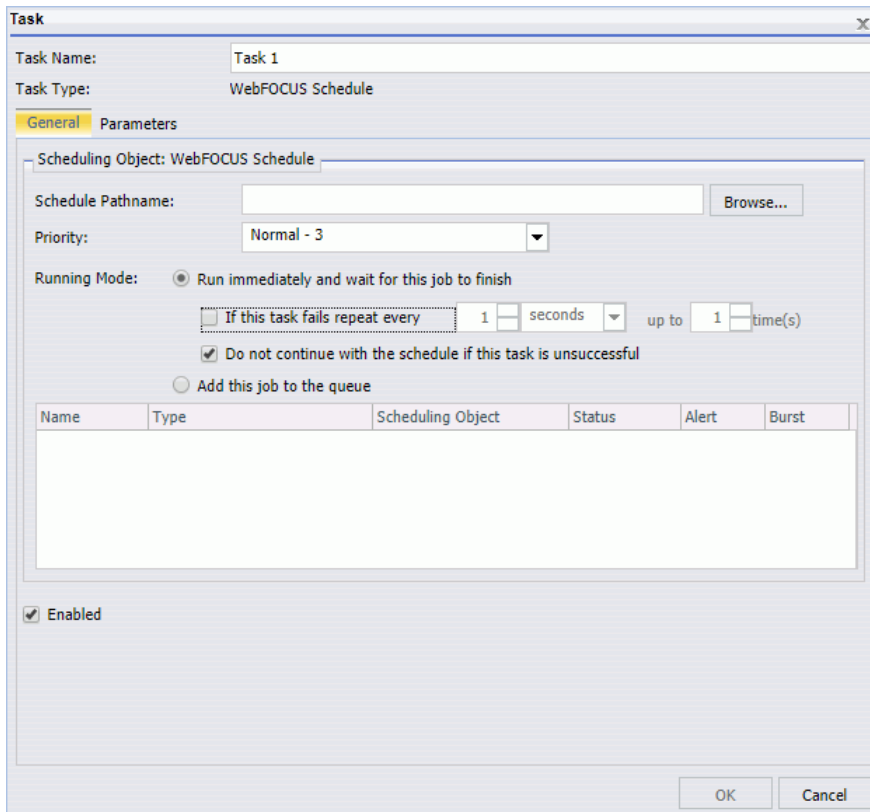 Task x
Task Name: Task 1
Task Type: WebFOCUS Schedule
General Parameters
Scheduling Object: WebFOCUS Schedule
Schedule Pathname: Browse...
Priority: Normal - 3
Running Mode: Run immediately and wait for this job to finish
If this task fails repeat every 1 seconds up to 1 time(s)
Do not continue with the schedule if this task is unsuccessful
Add this job to the queue
Name Type Scheduling Object Status Alert Burst
Enabled
OK Cancel